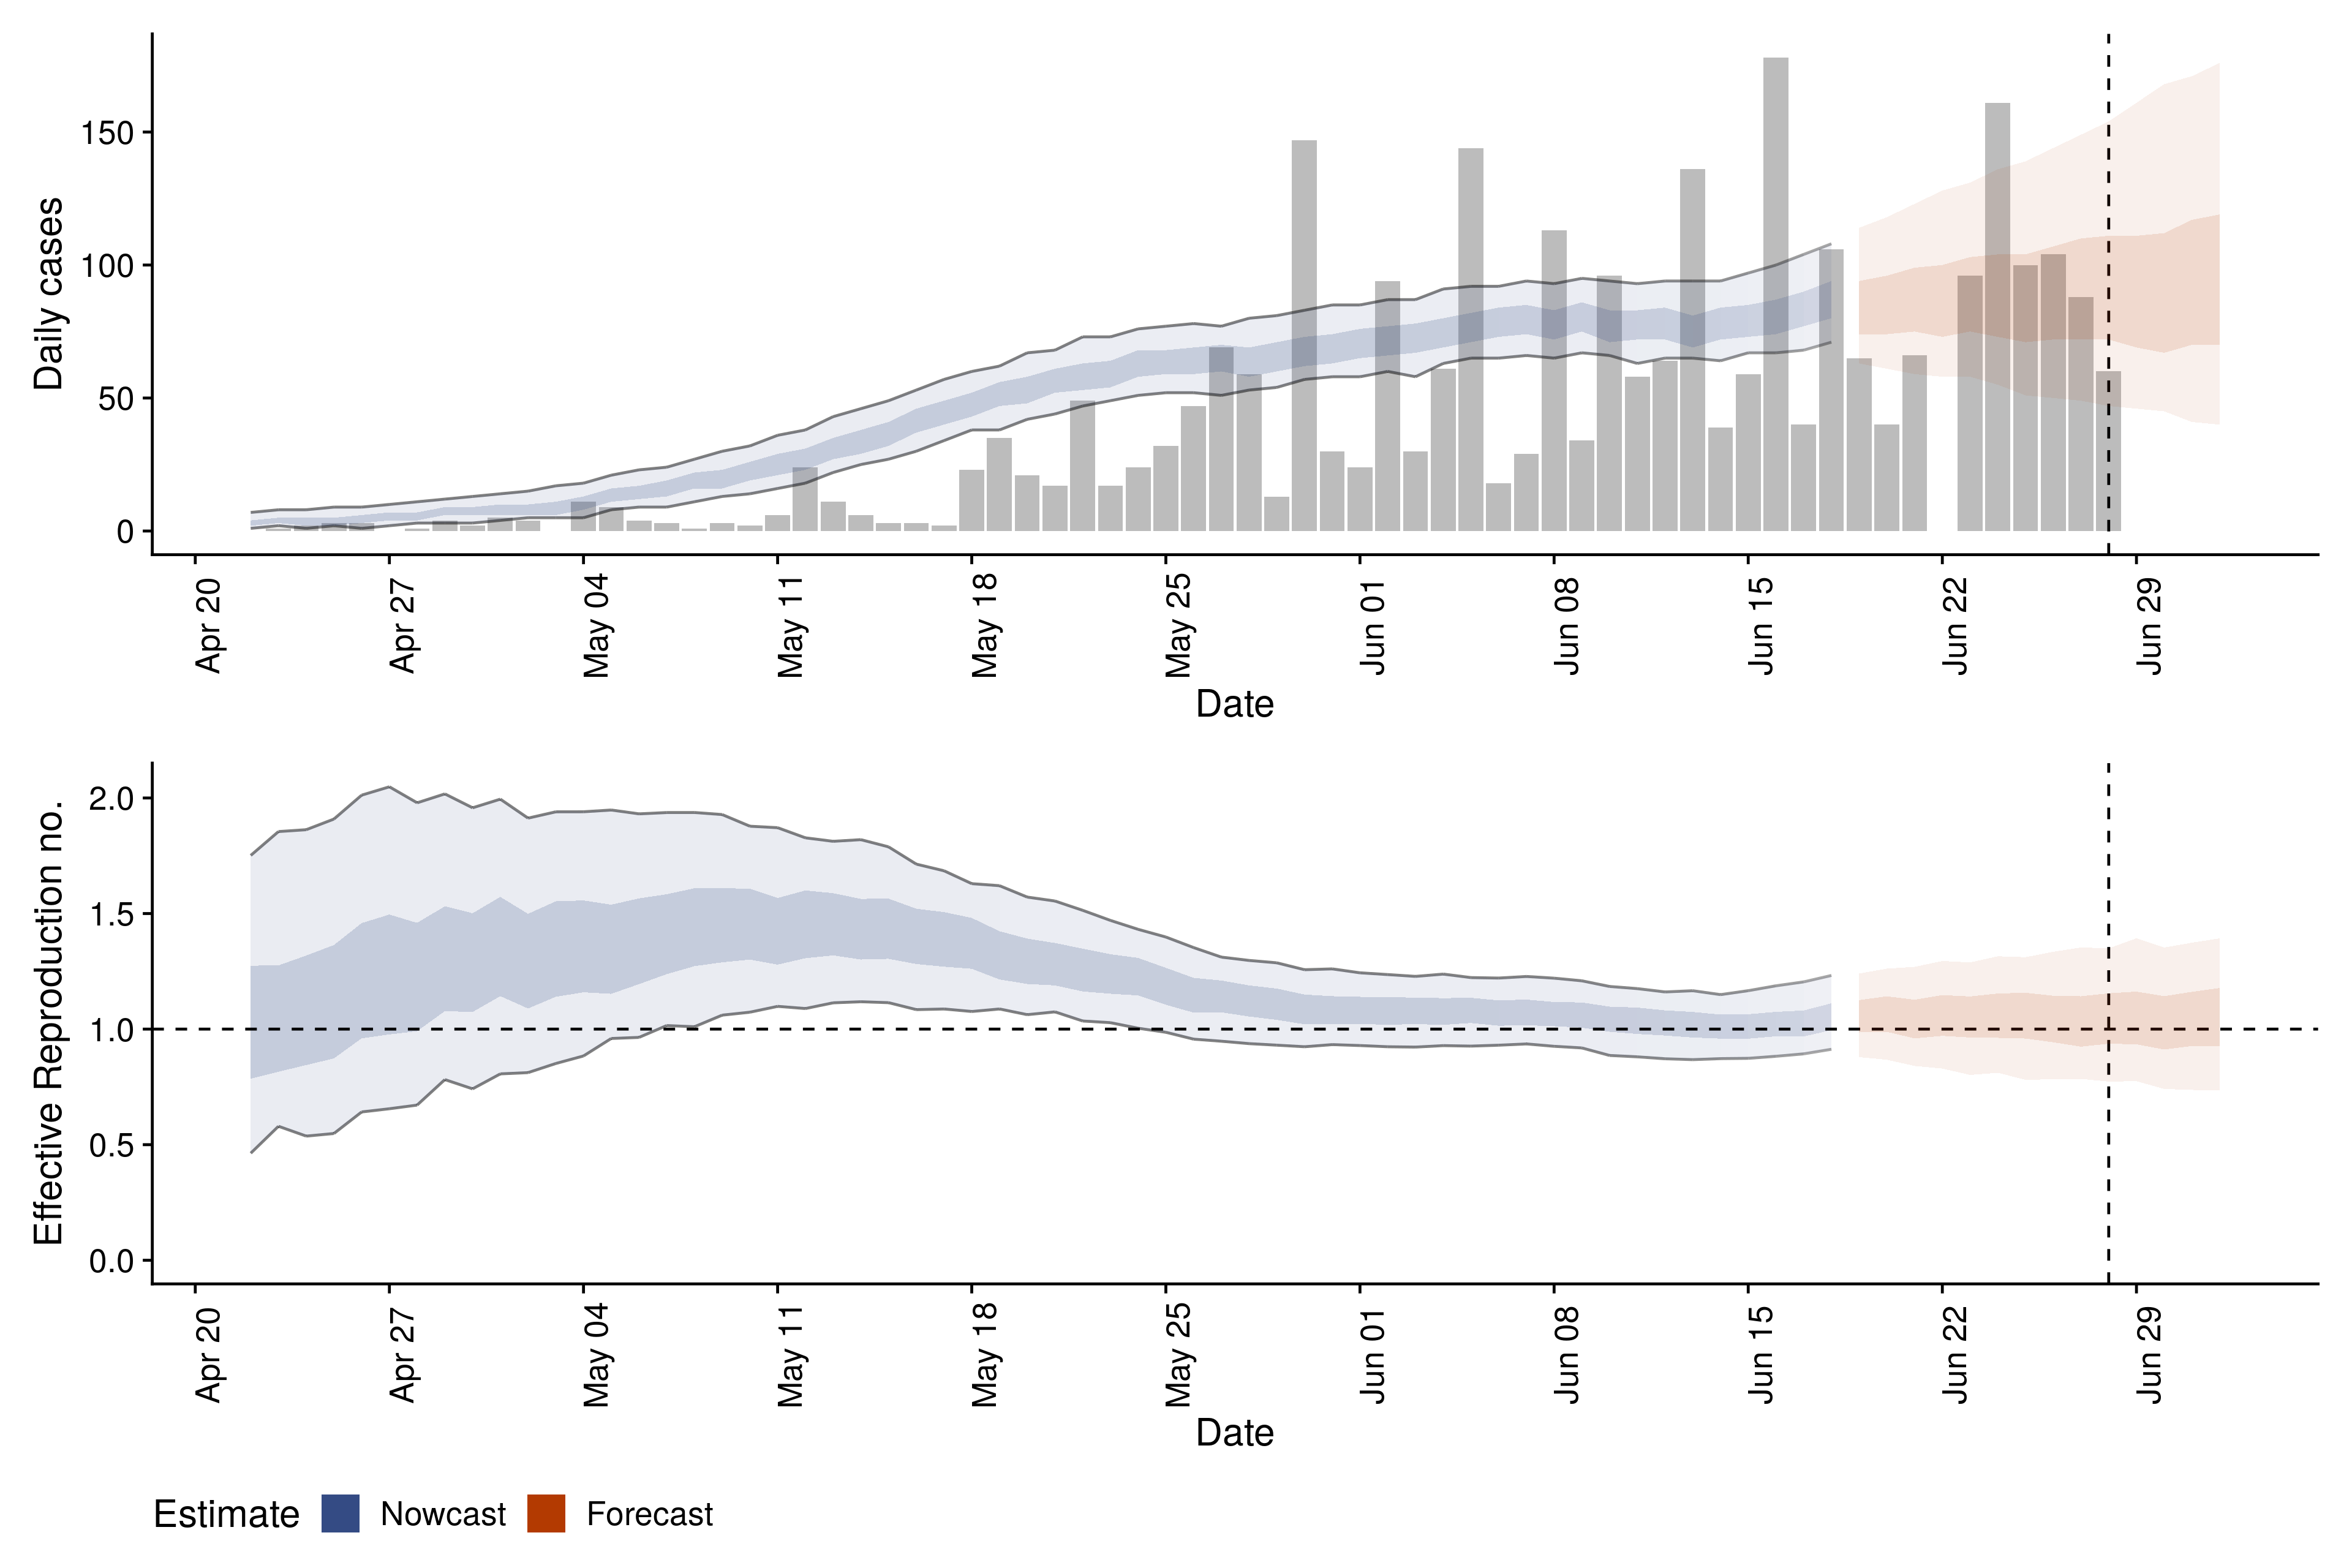 Daily cases
150
100
50
0
Apr 20
Apr 27
May 04
May 11
May 18
May 25
Jun 01
Jun 08
Jun 15
Jun 22
Jun 29
Date
Effective Reproduction no.
2.0
1.5
1.0
0.5
0.0
Apr 20
Apr 27
May 04
May 11
May 18
May 25
Jun 01
Jun 08
Jun 15
Jun 22
Jun 29
Date
Estimate Nowcast Forecast